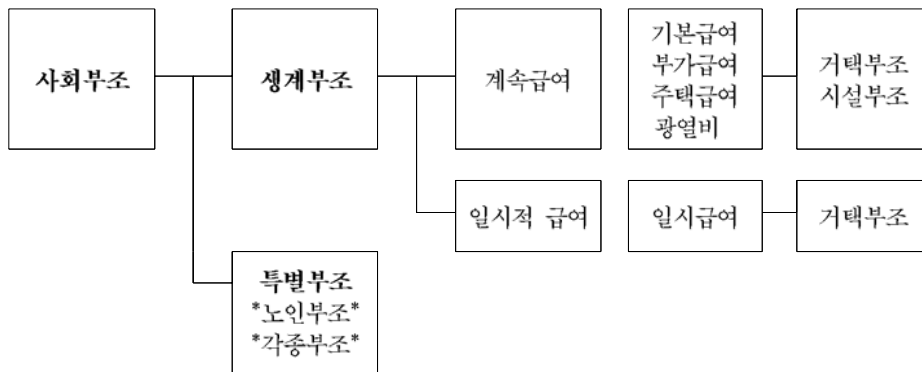 사회부조
생계부조
계속급여
기본급여
부가급여
주택급여
광열비
거택부조
시설부조
일시적 급여
일시급여
거택부조
특별부조
*노인부조*
*각종부조*